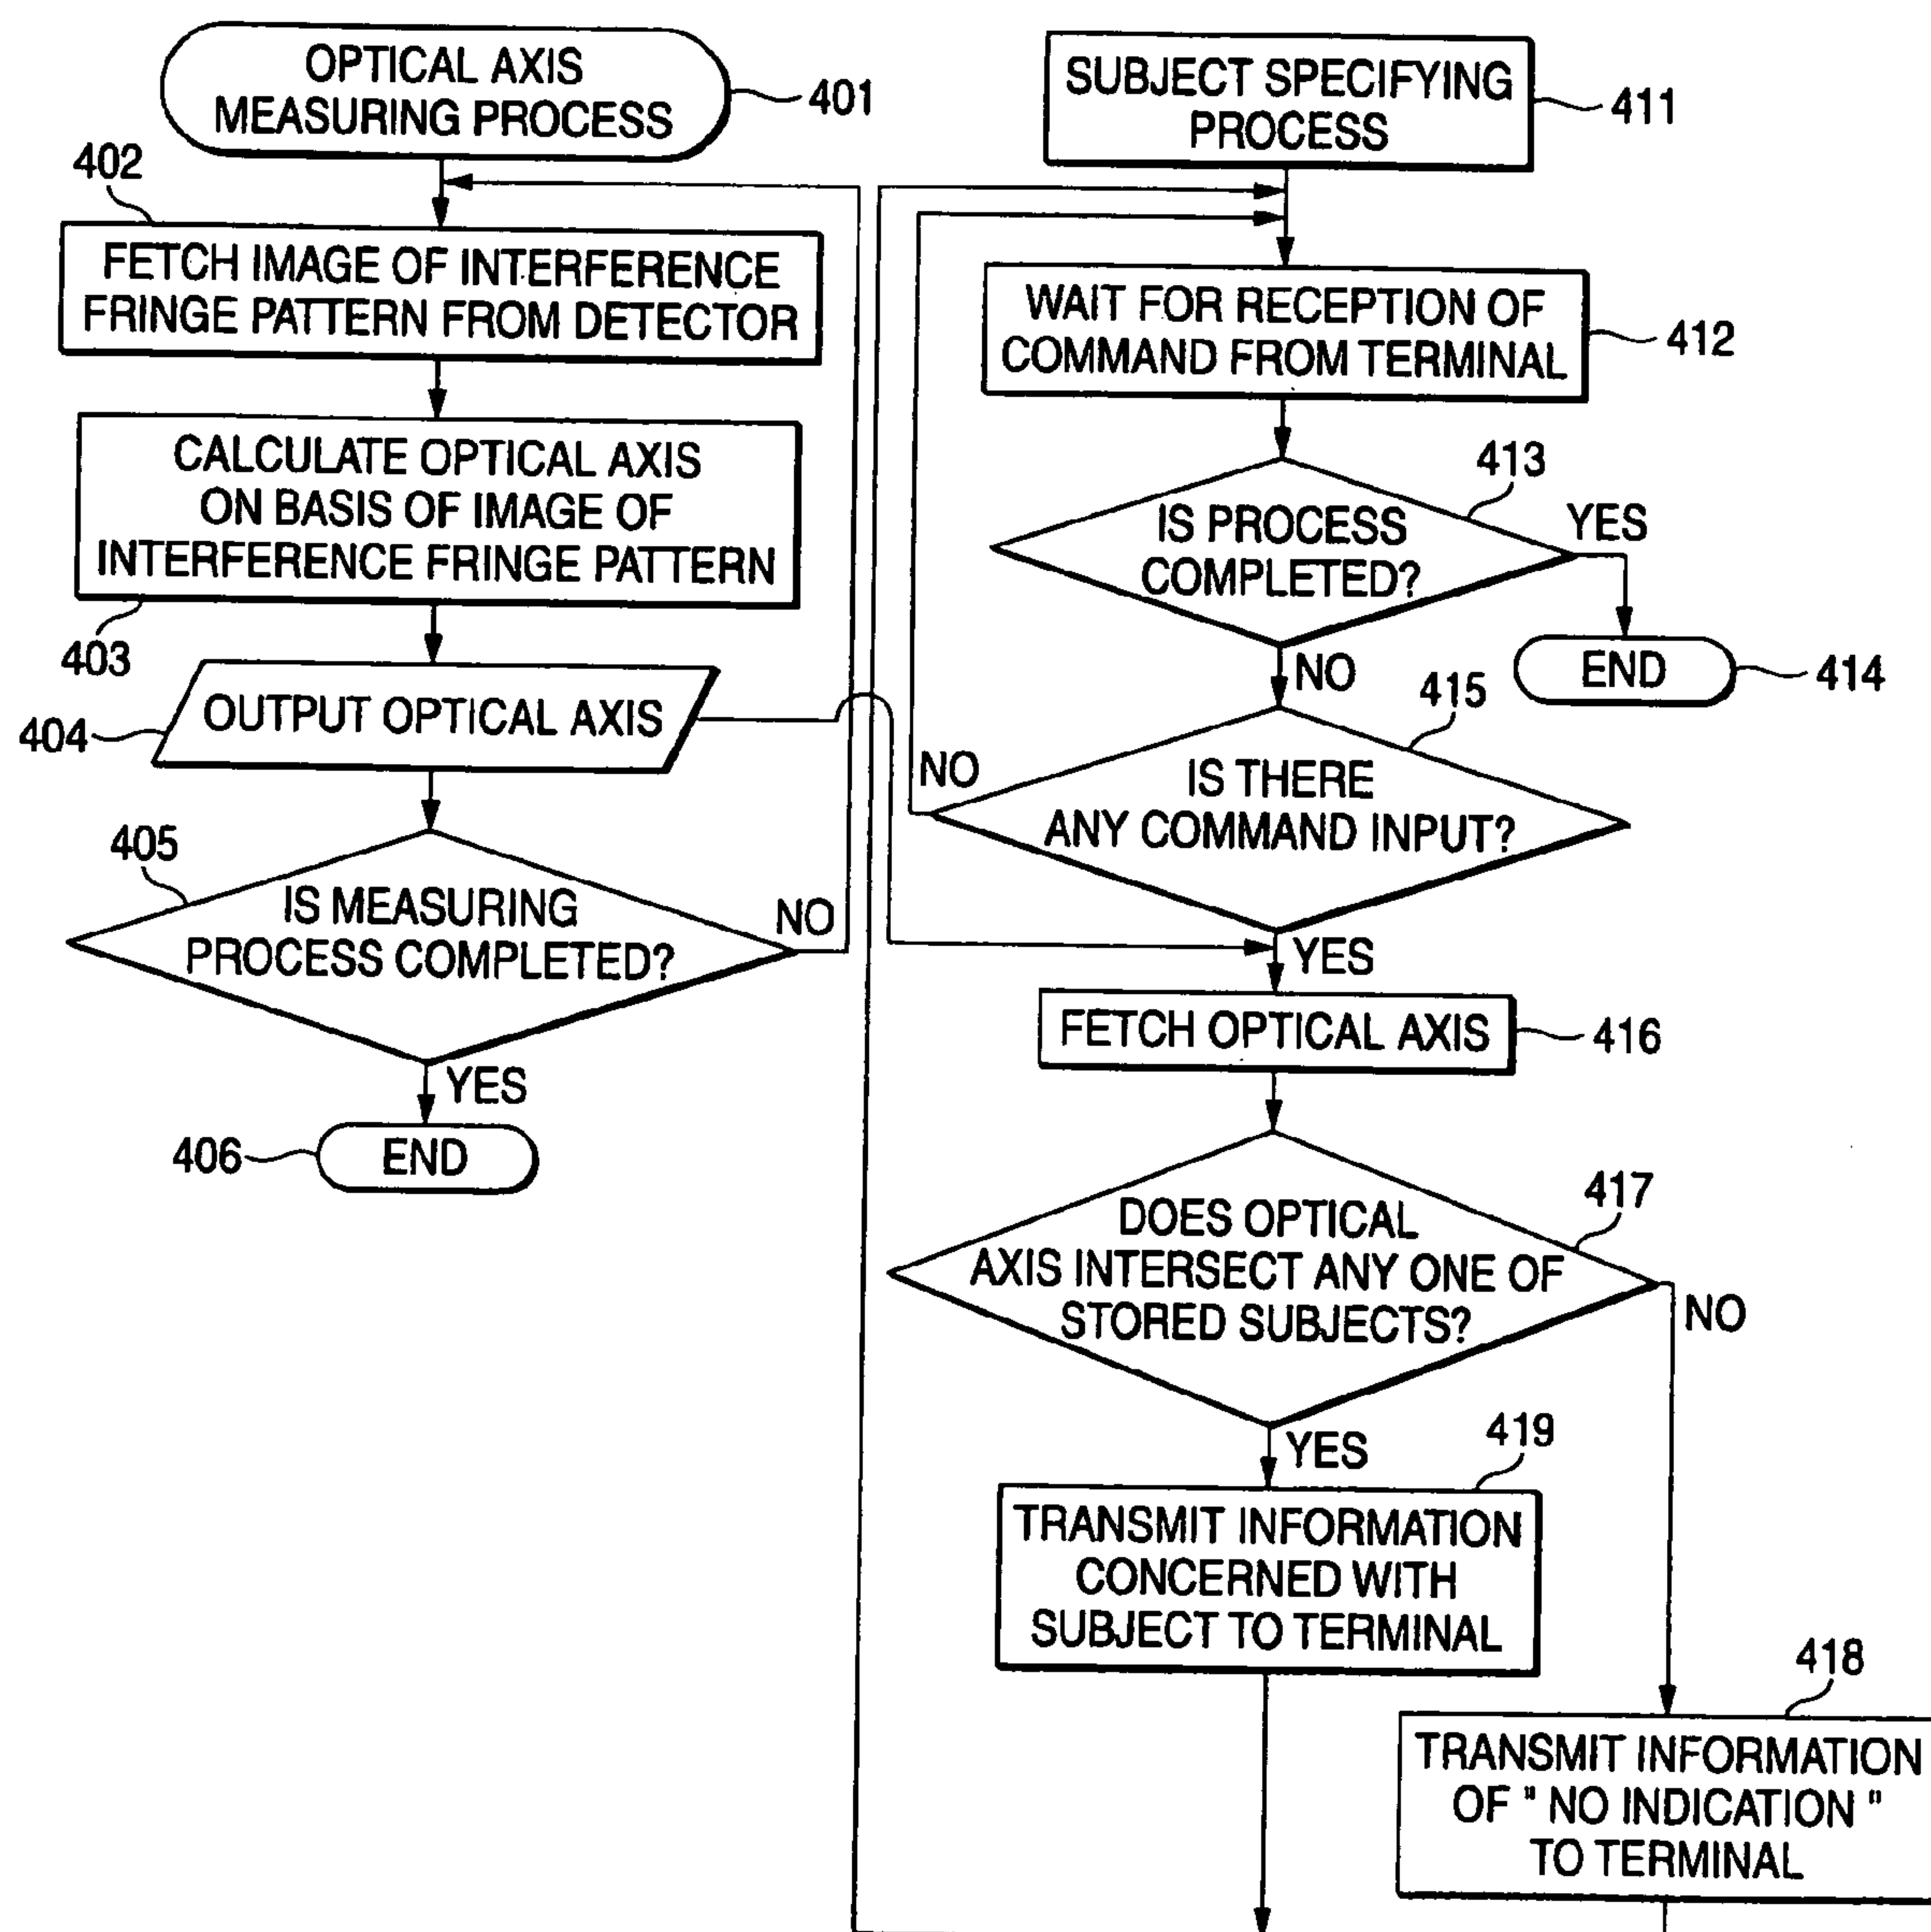 OPTICAL AXIS
MEASURING PROCESS
401
402
FETCH IMAGE OF INTERFERENCE
FRINGE PATTERN FROM DETECTOR
CALCULATE OPTICAL AXIS
ON BASIS OF IMAGE OF
INTERFERENCE FRINGE PATTERN
403
OUTPUT OPTICAL AXIS
404
405
IS MEASURING
PROCESS COMPLETED?
NO
YES
406
END
SUBJECT SPECIFYING
PROCESS
411
WAIT FOR RECEPTION OF
COMMAND FROM TERMINAL
412
413
IS PROCESS
COMPLETED?
YES
END
414
NO
415
IS THERE
ANY COMMAND INPUT?
NO
YES
FETCH OPTICAL AXIS
416
417
DOES OPTICAL
AXIS INTERSECT ANY ONE OF
STORED SUBJECTS?
NO
YES
419
TRANSMIT INFORMATION
CONCERNED WITH
SUBJECT TO TERMINAL
418
TRANSMIT INFORMATION
OF " NO INDICATION "
TO TERMINAL